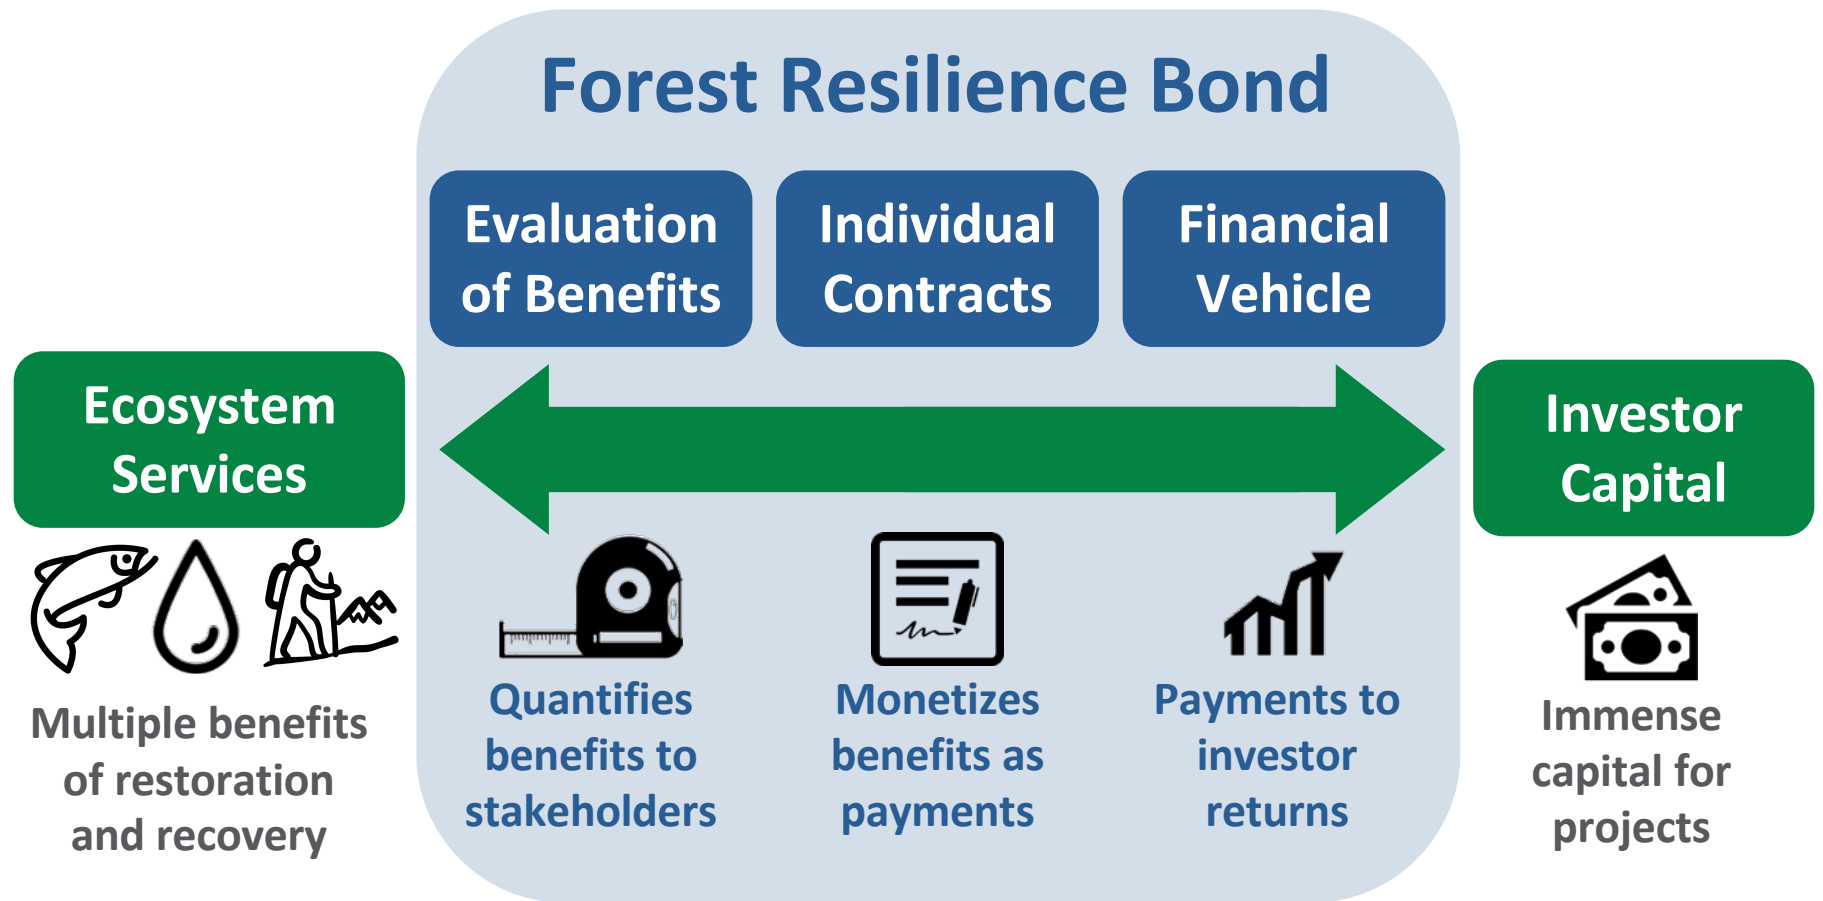 Forest Resilience Bond
Evaluation
of Benefits
Individual
Contracts
Financial
Vehicle
Ecosystem
Services
Investor
Capital
Multiple benefits
of restoration
and recovery
Quantifies
benefits to
stakeholders
Monetizes
benefits as
payments
Payments to
investor
returns
Immense
capital for
projects